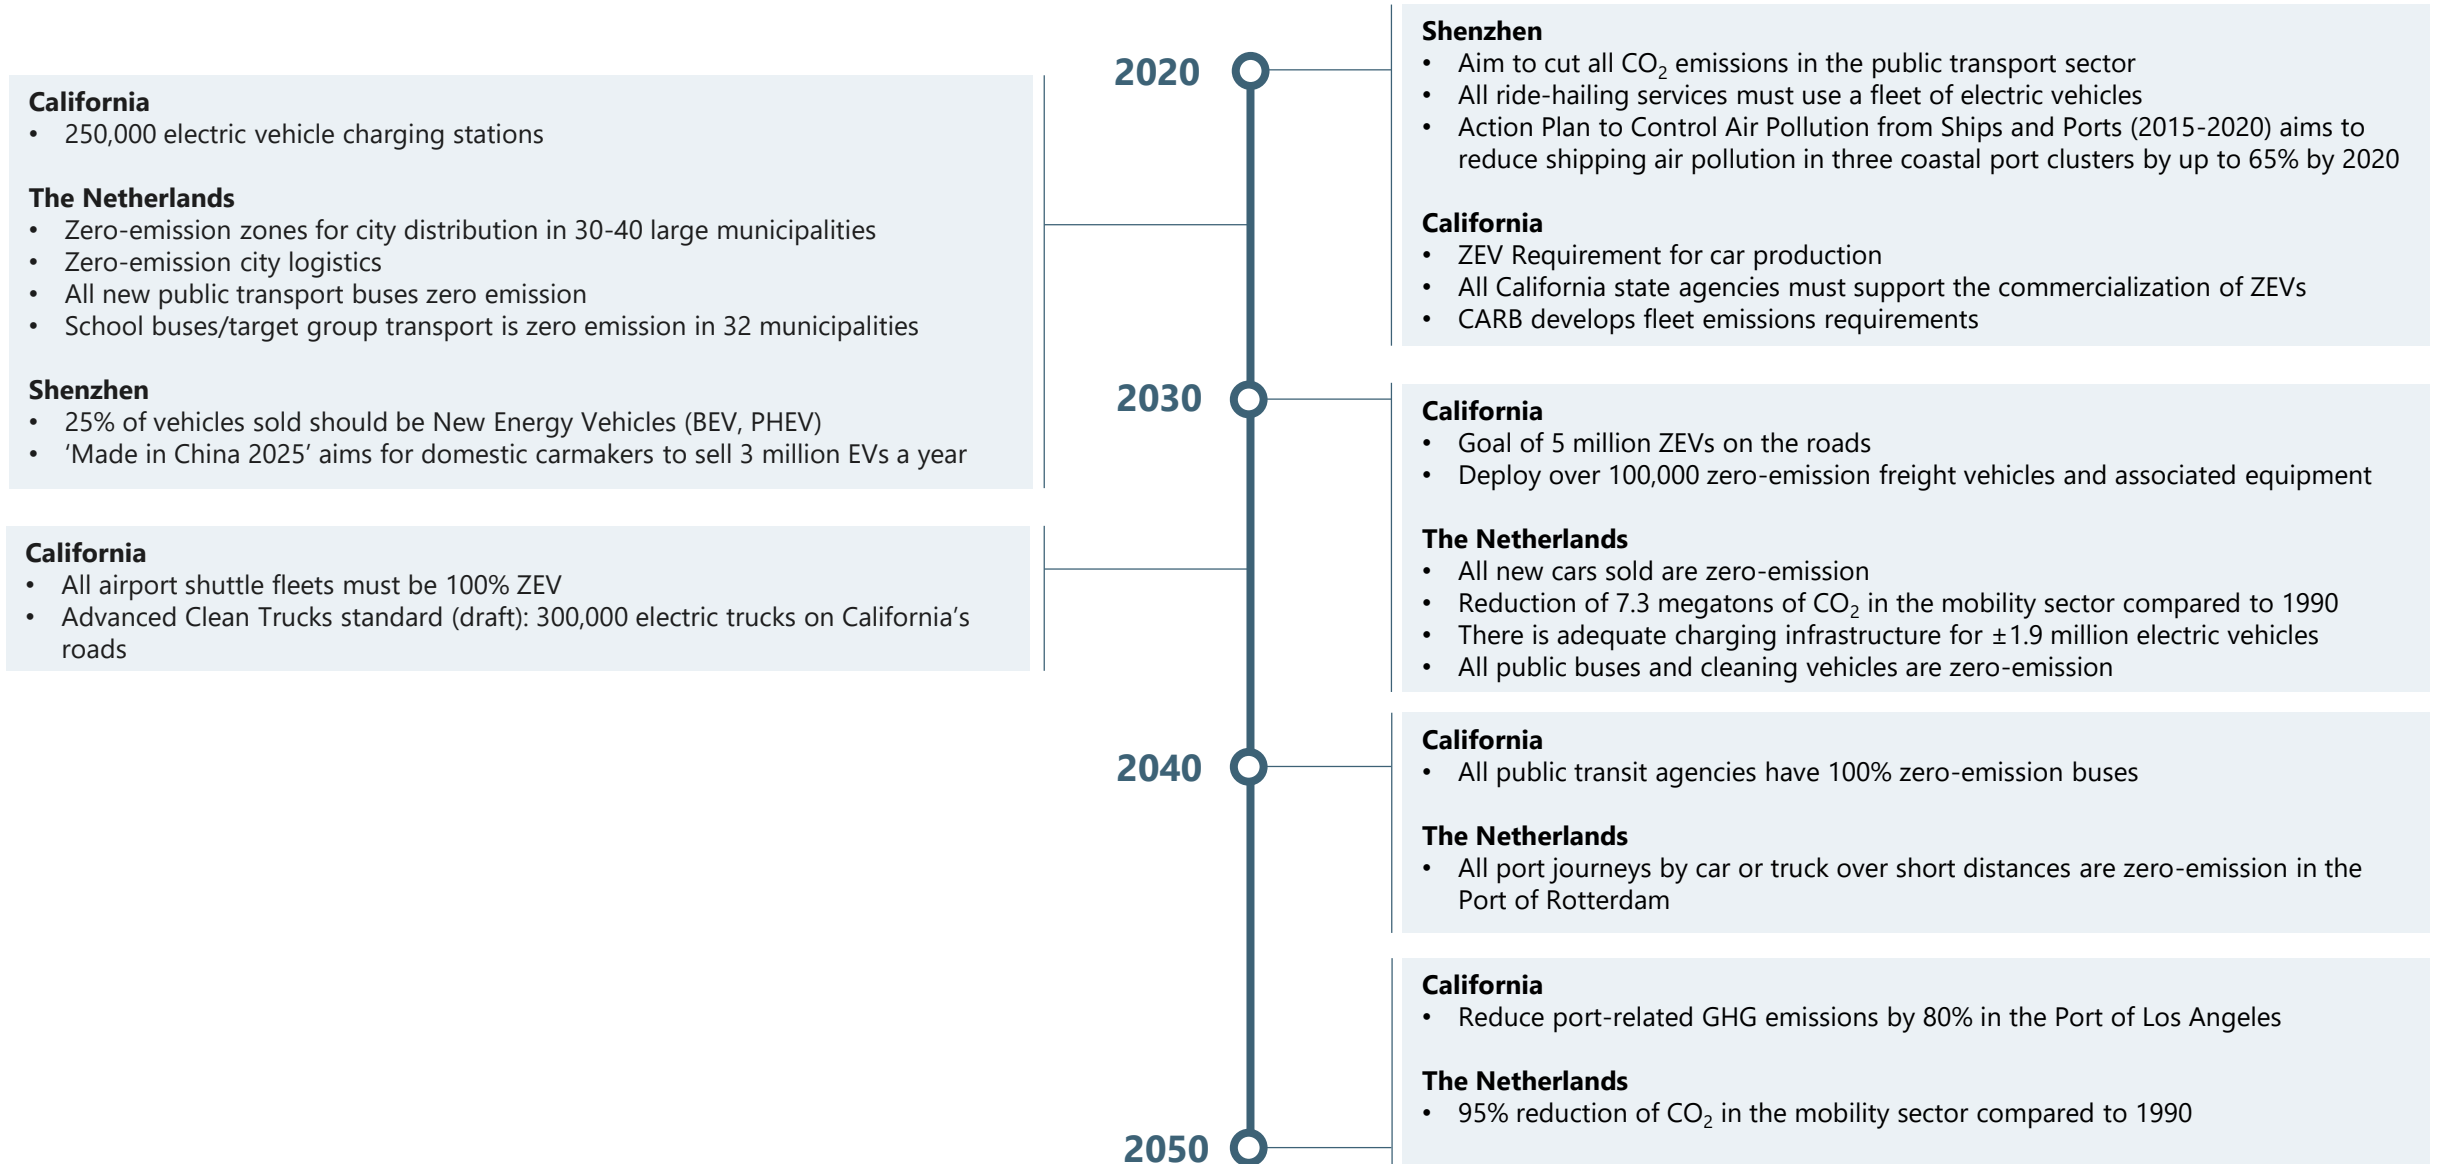 2020
Shenzhen
• Aim to cut all CO₂ emissions in the public transport sector
• All ride-hailing services must use a fleet of electric vehicles
• Action Plan to Control Air Pollution from Ships and Ports (2015-2020) aims to
reduce shipping air pollution in three coastal port clusters by up to 65% by 2020
California
• ZEV Requirement for car production
• All California state agencies must support the commercialization of ZEVs
• CARB develops fleet emissions requirements
California
• 250,000 electric vehicle charging stations
The Netherlands
• Zero-emission zones for city distribution in 30-40 large municipalities
• Zero-emission city logistics
• All new public transport buses zero emission
• School buses/target group transport is zero emission in 32 municipalities
Shenzhen
• 25% of vehicles sold should be New Energy Vehicles (BEV, PHEV)
• ‘Made in China 2025’ aims for domestic carmakers to sell 3 million EVs a year
2030
California
• Goal of 5 million ZEVs on the roads
• Deploy over 100,000 zero-emission freight vehicles and associated equipment
The Netherlands
• All new cars sold are zero-emission
• Reduction of 7.3 megatons of CO₂ in the mobility sector compared to 1990
• There is adequate charging infrastructure for ±1.9 million electric vehicles
• All public buses and cleaning vehicles are zero-emission
California
• All airport shuttle fleets must be 100% ZEV
• Advanced Clean Trucks standard (draft): 300,000 electric trucks on California’s
roads
2040
California
• All public transit agencies have 100% zero-emission buses
The Netherlands
• All port journeys by car or truck over short distances are zero-emission in the
Port of Rotterdam
2050
California
• Reduce port-related GHG emissions by 80% in the Port of Los Angeles
The Netherlands
• 95% reduction of CO₂ in the mobility sector compared to 1990